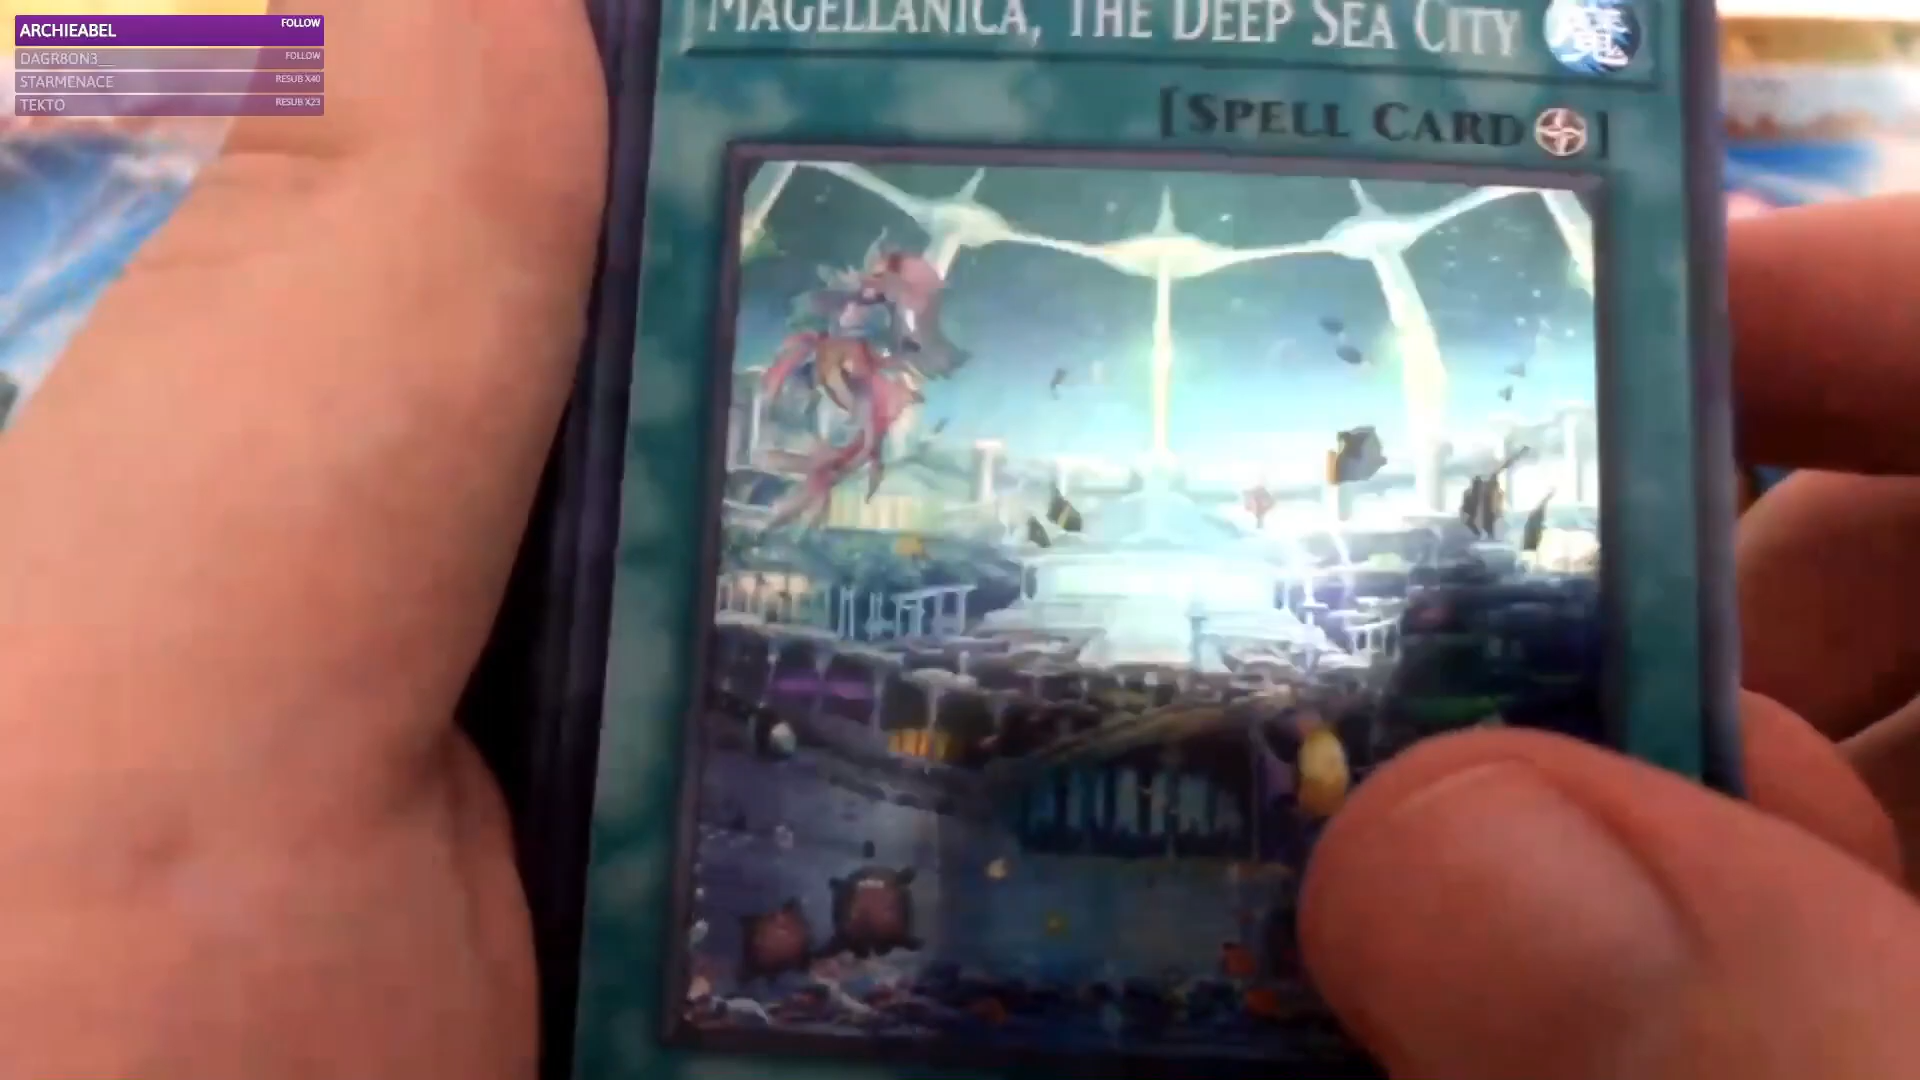 ARCHIEABEL FOLLOW
DAGR8ON3__ FOLLOW
STARMENACE RESUB X40
TEKTO RESUB X23
MAGELLANICA, THE DEEP SEA CITY
[SPELL CARD ]